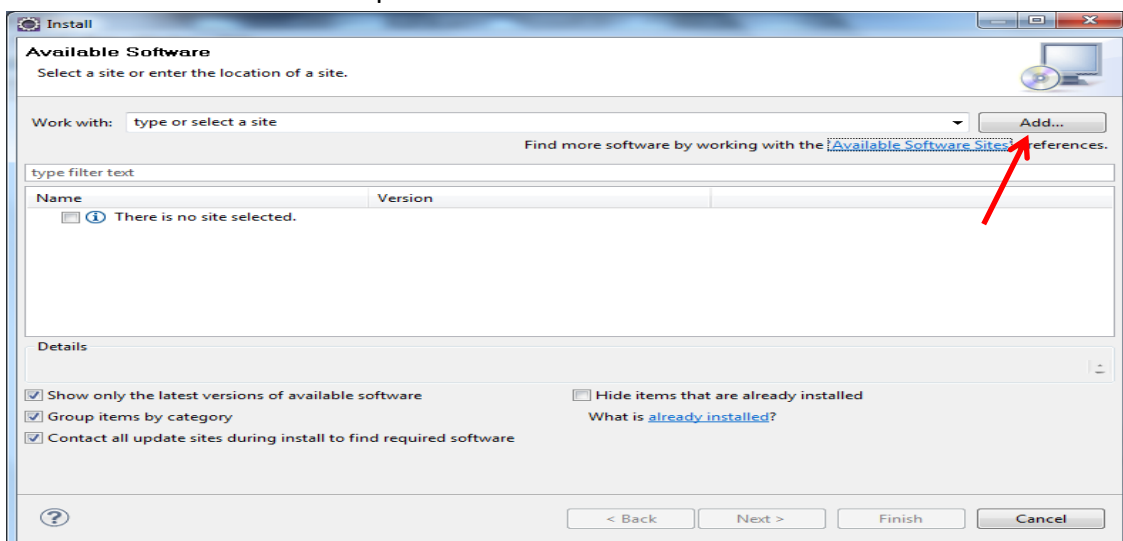 Install
Available Software
Select a site or enter the location of a site.
Work with: type or select a site Add...
Find more software by working with the 'Available Software Sites' references.
type filter text
Name Version
There is no site selected.
Details
Show only the latest versions of available software Hide items that are already installed
Group items by category What is already installed?
Contact all update sites during install to find required software
< Back Next > Finish Cancel